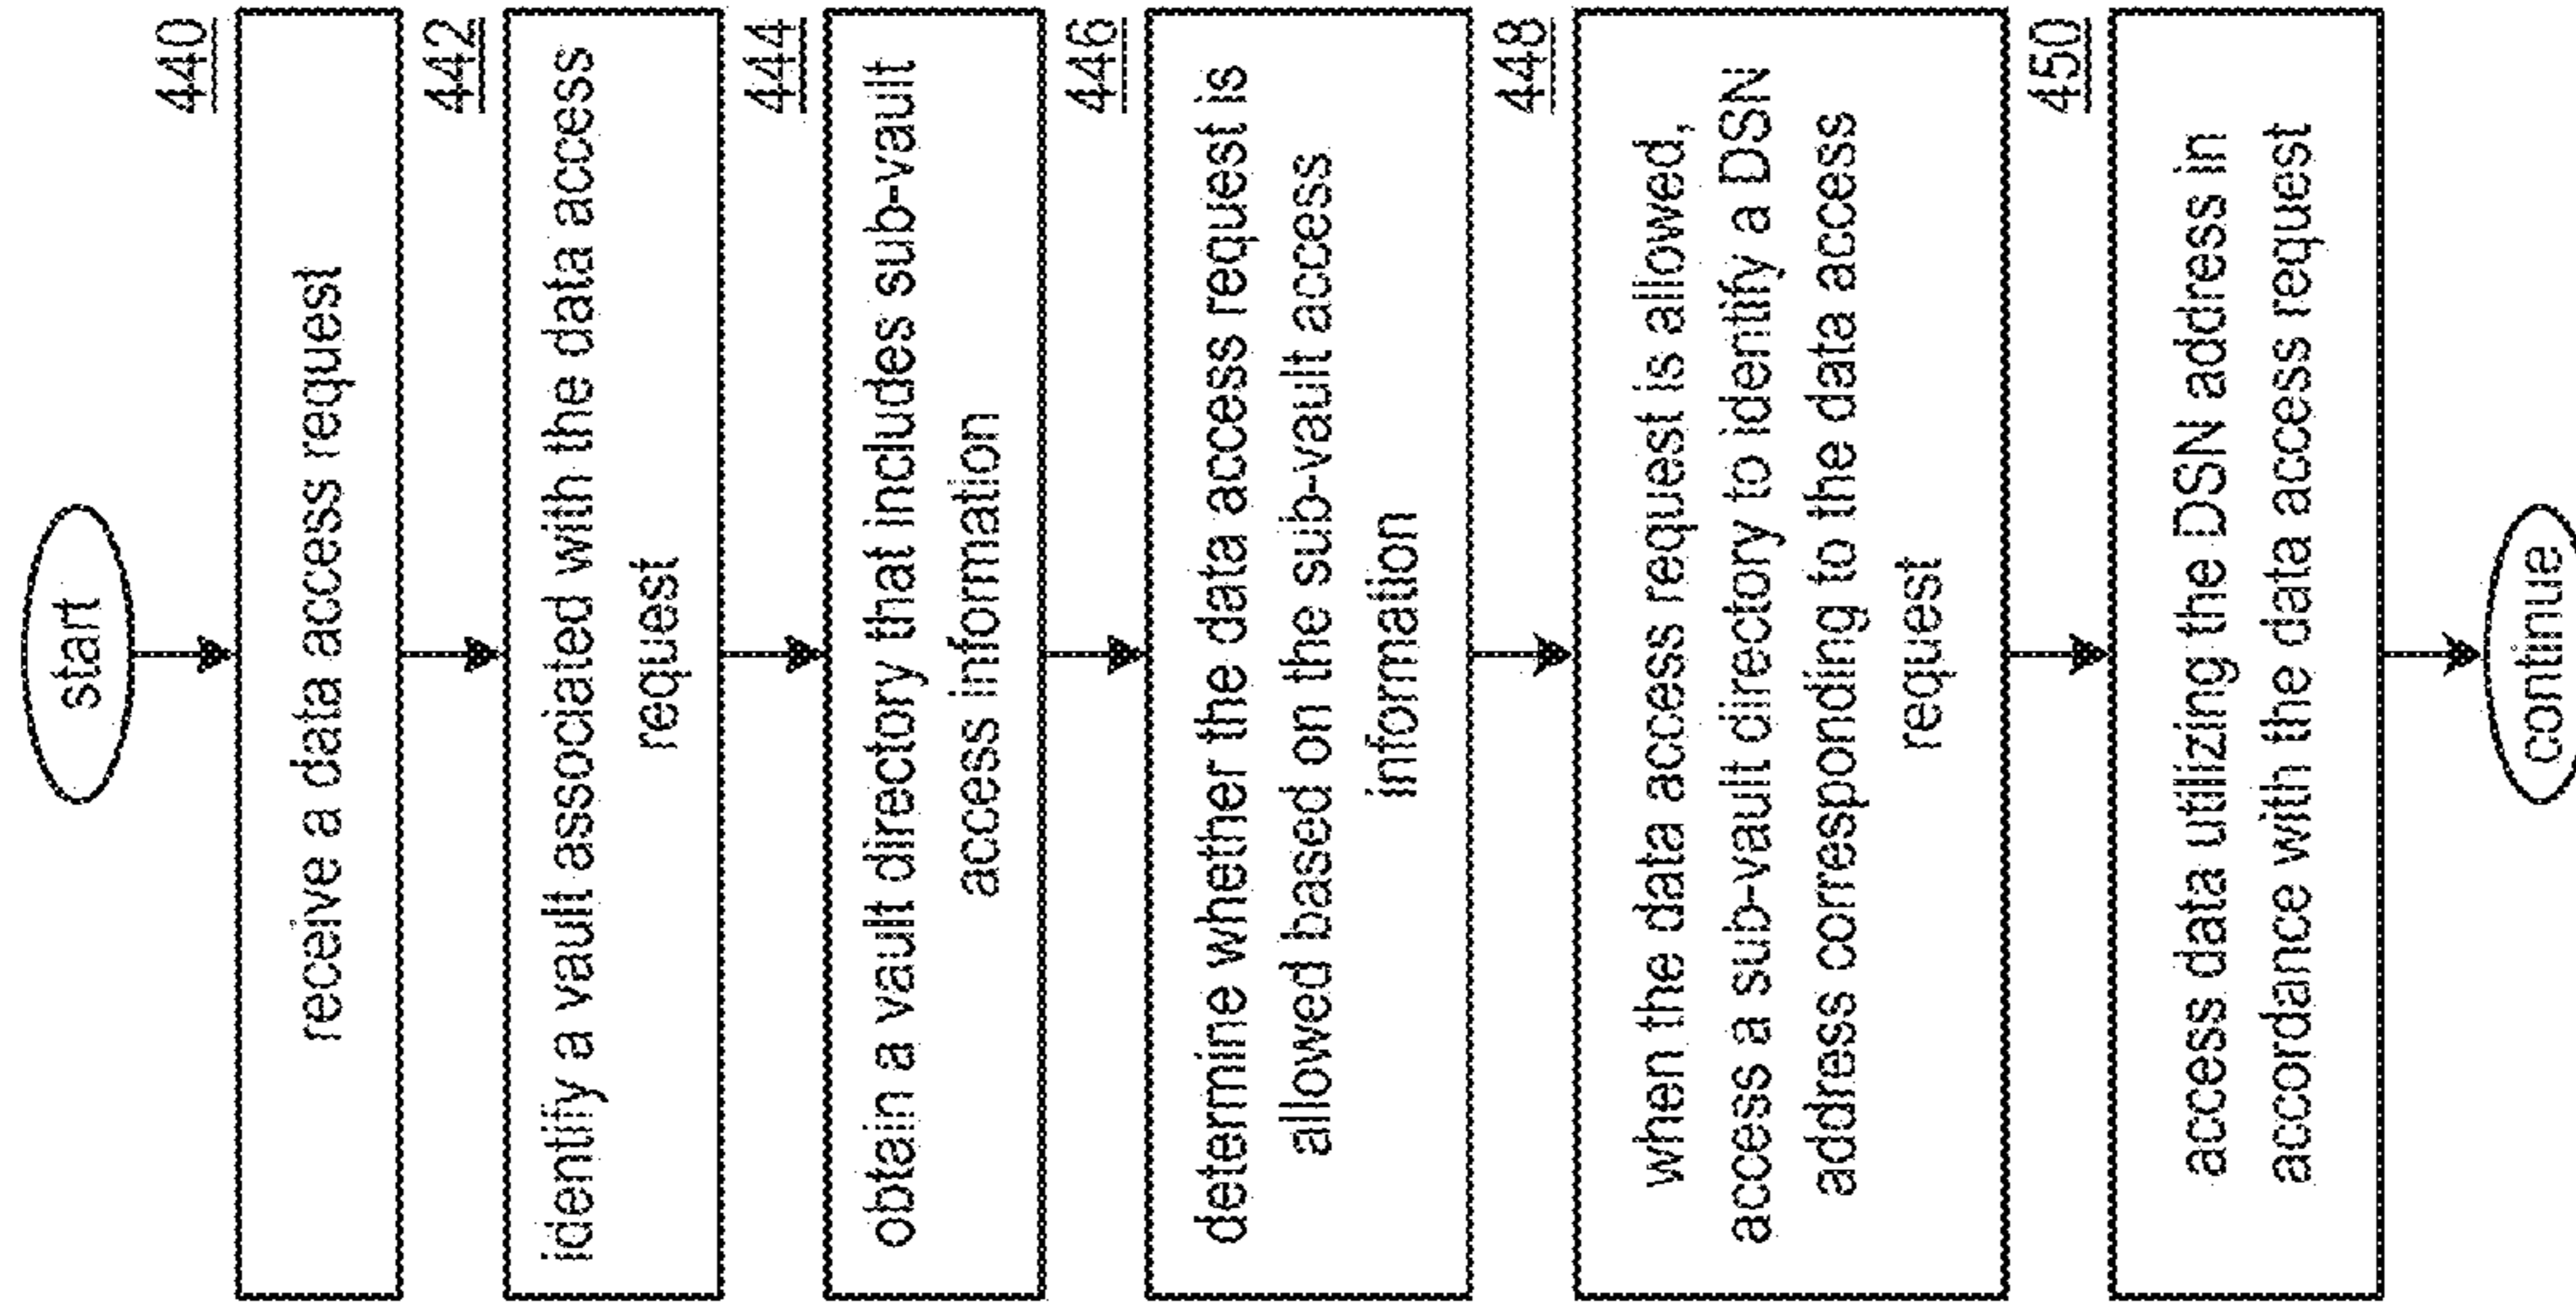 start
440
receive a data access request
442
identify a vault associated with the data access
request
444
obtain a vault directory that includes sub-vault
access information
446
determine whether the data access request is
allowed based on the sub-vault access
information
448
when the data access request is allowed,
access a sub-vault directory to identify a DSN
address corresponding to the data access
request
450
access data utilizing the DSN address in
accordance with the data access request
continue